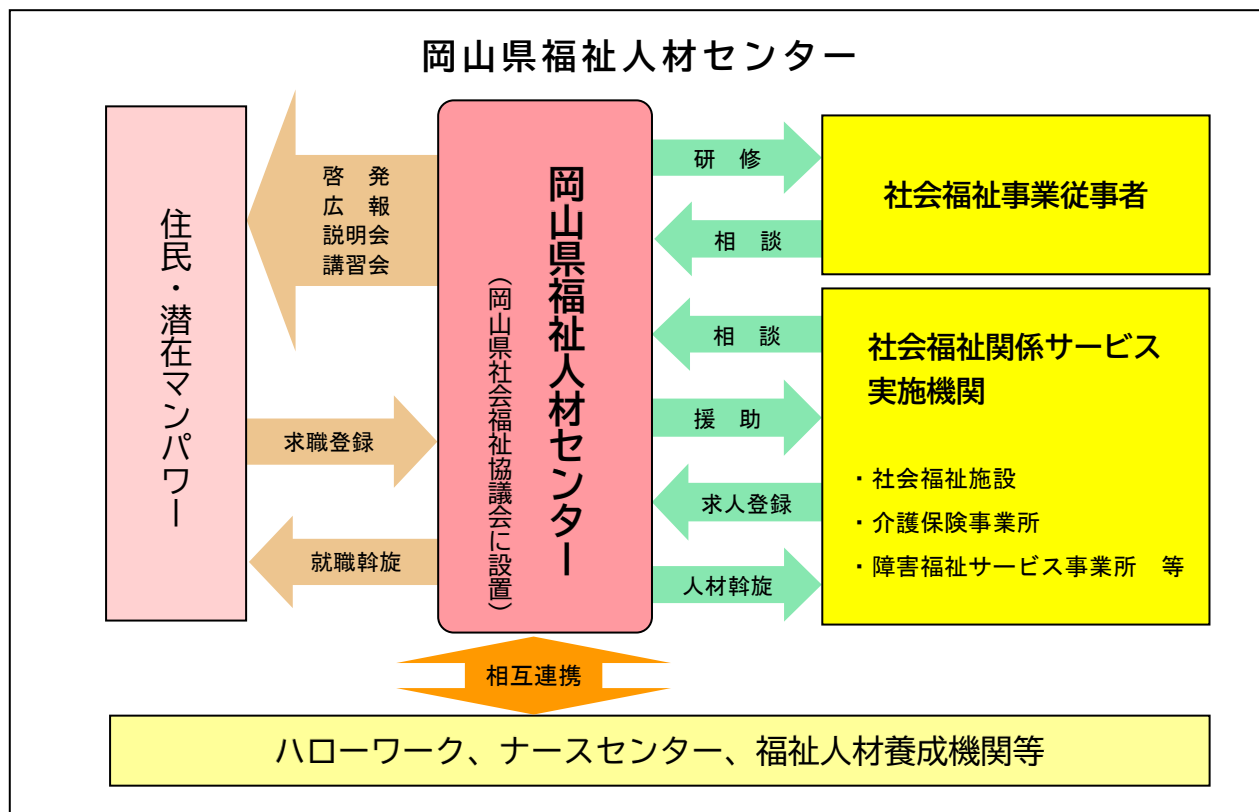 岡山県福祉人材センター
住民・潜在マンパワー
啓　発
広　報
説明会
講習会
求職登録
就職斡旋
岡山県福祉人材センター
（岡山県社会福祉協議会に設置）
研　修
相　談
相　談
援　助
求人登録
人材斡旋
社会福祉事業従事者
社会福祉関係サービス
実施機関
・社会福祉施設
・介護保険事業所
・障害福祉サービス事業所　等
相互連携
ハローワーク、ナースセンター、福祉人材養成機関等